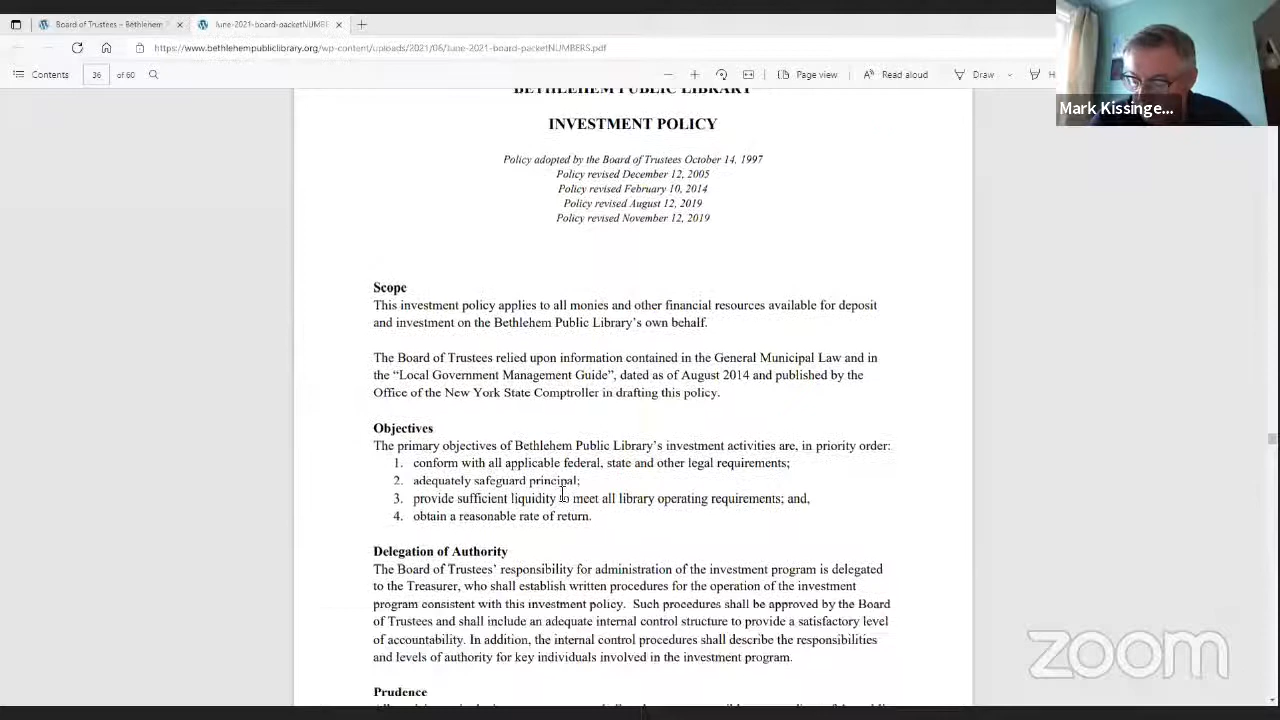 Board of Trustees – Bethlehem
June-2021-board-packetNUMBE
https://www.bethlehempubliclibrary.org/wp-content/uploads/2021/06/June-2021-board-packetNUMBERS.pdf
Contents
36
of 60
Page view
Read aloud
Draw
H
Mark Kissinge...
BETHLEHEM PUBLIC LIBRARY
INVESTMENT POLICY
Policy adopted by the Board of Trustees October 14, 1997
Policy revised December 12, 2005
Policy revised February 10, 2014
Policy revised August 12, 2019
Policy revised November 12, 2019
Scope
This investment policy applies to all monies and other financial resources available for deposit
and investment on the Bethlehem Public Library's own behalf.
The Board of Trustees relied upon information contained in the General Municipal Law and in
the “Local Government Management Guide”, dated as of August 2014 and published by the
Office of the New York State Comptroller in drafting this policy.
Objectives
The primary objectives of Bethlehem Public Library's investment activities are, in priority order:
1. conform with all applicable federal, state and other legal requirements;
2. adequately safeguard principal;
3. provide sufficient liquidity to meet all library operating requirements; and,
4. obtain a reasonable rate of return.
Delegation of Authority
The Board of Trustees' responsibility for administration of the investment program is delegated
to the Treasurer, who shall establish written procedures for the operation of the investment
program consistent with this investment policy. Such procedures shall be approved by the Board
of Trustees and shall include an adequate internal control structure to provide a satisfactory level
of accountability. In addition, the internal control procedures shall describe the responsibilities
and levels of authority for key individuals involved in the investment program.
Prudence
zoom